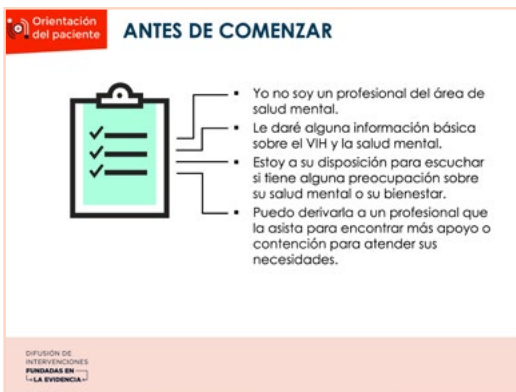 Orientación
del paciente
ANTES DE COMENZAR
▪ Yo no soy un profesional del área de
salud mental.
▪ Le daré alguna información básica
sobre el VIH y la salud mental.
▪ Estoy a su disposición para escuchar
si tiene alguna preocupación sobre
su salud mental o su bienestar.
▪ Puedo derivarla a un profesional que
la asista para encontrar más apoyo o
contención para atender sus
necesidades.
DIFUSIÓN DE
INTERVENCIONES
FUNDADAS EN
LA EVIDENCIA